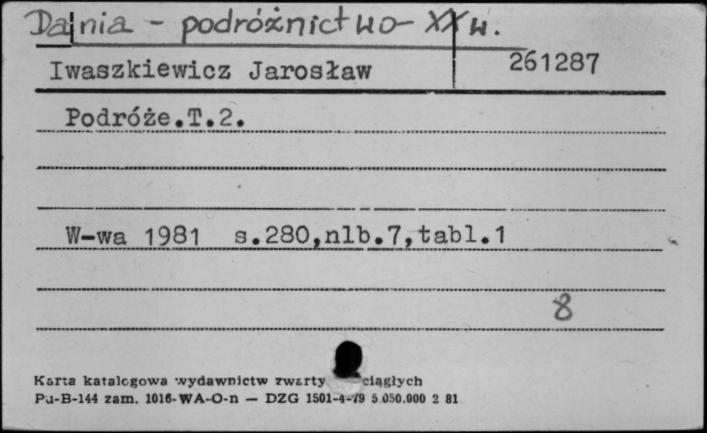 Dania - podróżnictwo - XX w.
Iwaszkiewicz Jarosław
261287
Podróże.T.2.
W-wa 1981 s.280,nlb.7,tabl.1
8
Karta katalogowa wydawnictw zwarty ciągłych
Pu-B-144 zam. 1016-WA-O-n — DZG 1501-4-79 5.050.000 2 81